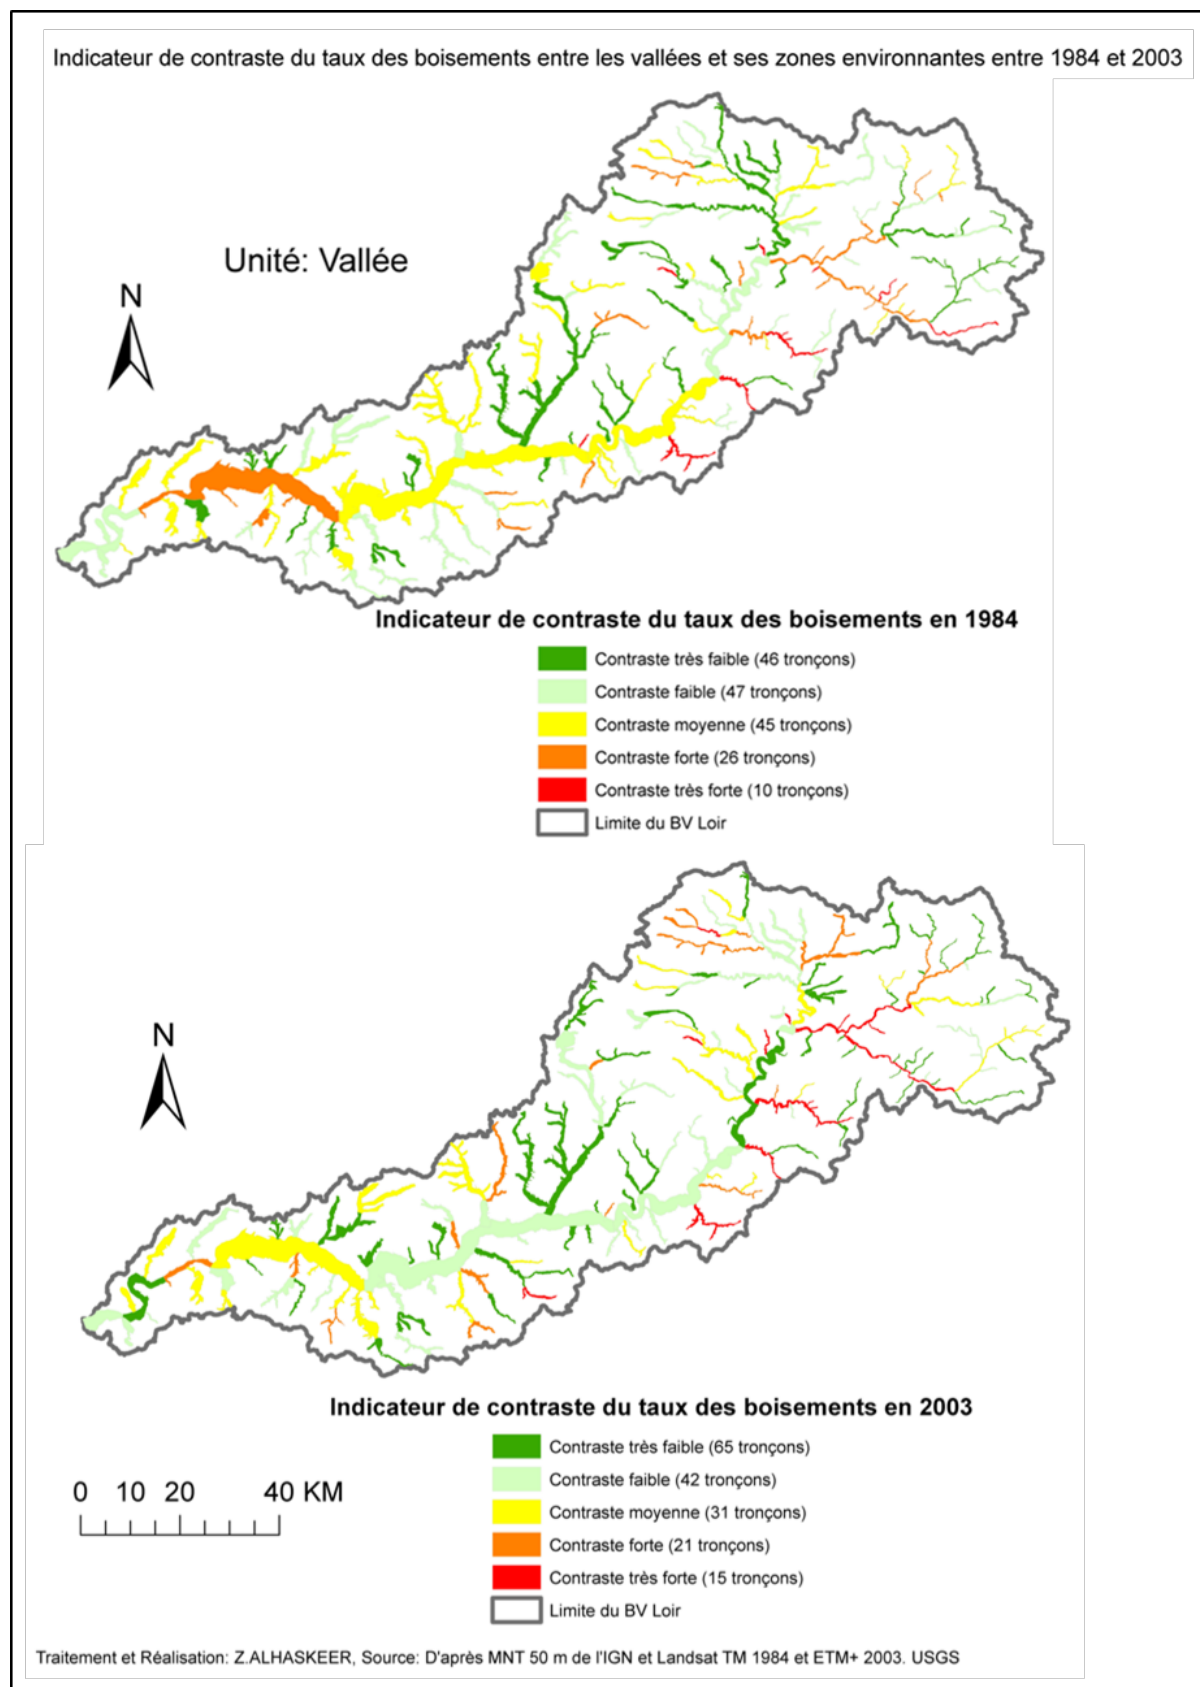 Indicateur de contraste du taux des boisements entre les vallées et ses zones environnantes entre 1984 et 2003
Unité: Vallée
N
Indicateur de contraste du taux des boisements en 1984
Contraste très faible (46 tronçons)
Contraste faible (47 tronçons)
Contraste moyenne (45 tronçons)
Contraste forte (26 tronçons)
Contraste très forte (10 tronçons)
Limite du BV Loir
N
Indicateur de contraste du taux des boisements en 2003
Contraste très faible (65 tronçons)
Contraste faible (42 tronçons)
Contraste moyenne (31 tronçons)
Contraste forte (21 tronçons)
Contraste très forte (15 tronçons)
Limite du BV Loir
0 10 20 40 KM
Traitement et Réalisation: Z.ALHASKEER, Source: D'après MNT 50 m de l'IGN et Landsat TM 1984 et ETM+ 2003. USGS